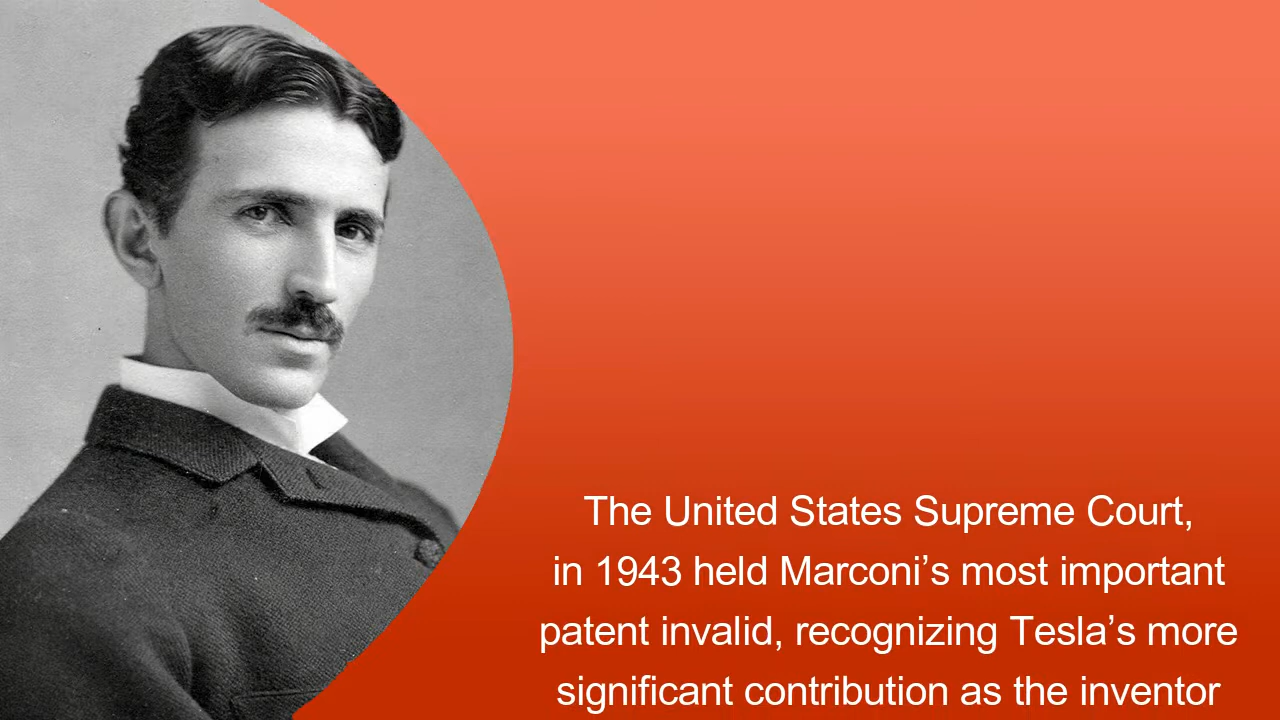 The United States Supreme Court,
in 1943 held Marconi’s most important
patent invalid, recognizing Tesla’s more
significant contribution as the inventor